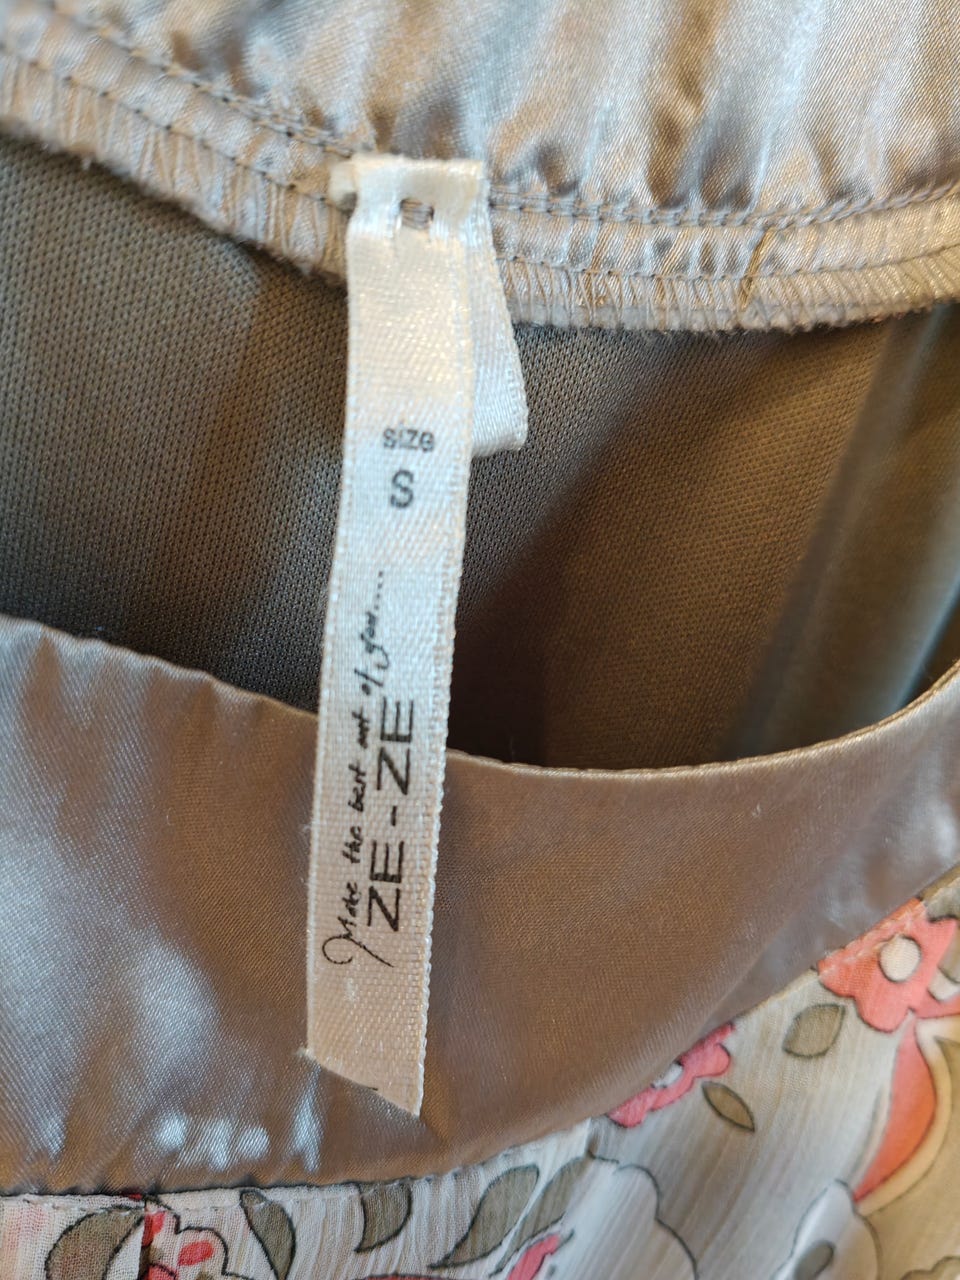 size
S
Make the best out of you.....
ZE-ZE